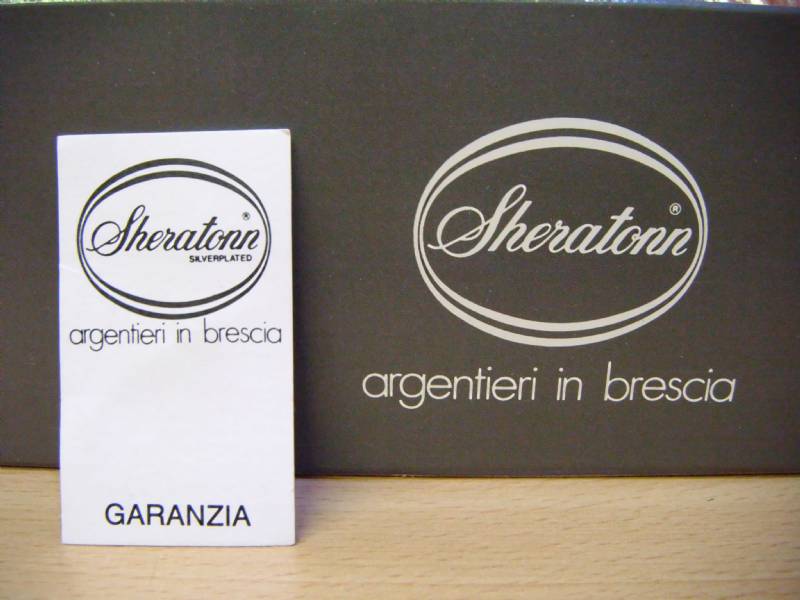 Sheratonn®
SILVERPLATED
argentieri in brescia
GARANZIA
Sheratonn®
argentieri in brescia